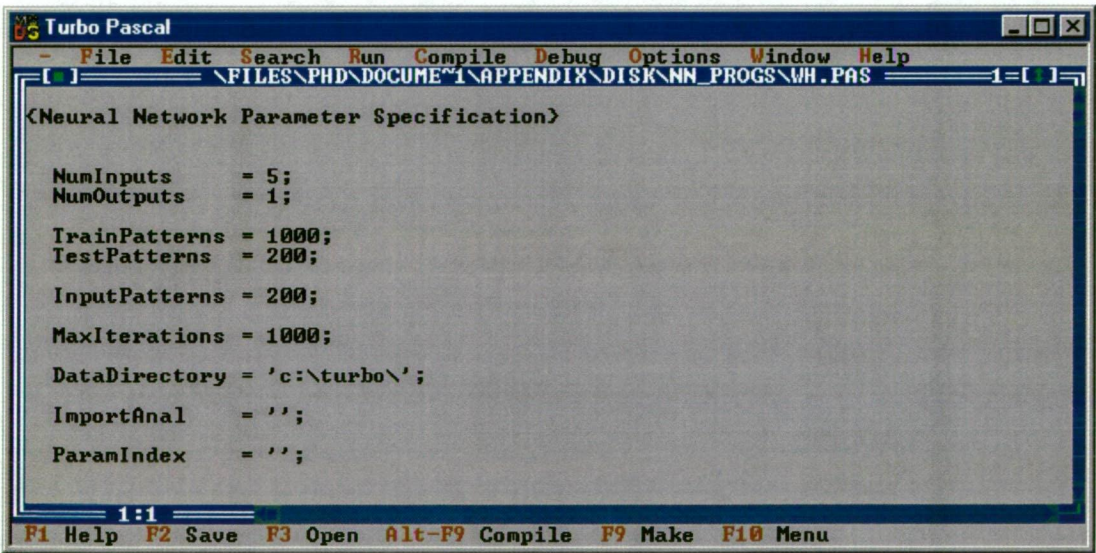 Turbo Pascal
- File Edit Search Run Compile Debug Options Window Help
\FILES\PHD\DOCUME~1\APPENDIX\DISK\NN_PROGS\WH.PAS 1=[↕]
{Neural Network Parameter Specification}
NumInputs = 5;
NumOutputs = 1;
TrainPatterns = 1000;
TestPatterns = 200;
InputPatterns = 200;
MaxIterations = 1000;
DataDirectory = 'c:\turbo\';
ImportAnal = '';
ParamIndex = '';
1:1
F1 Help F2 Save F3 Open Alt-F9 Compile F9 Make F10 Menu